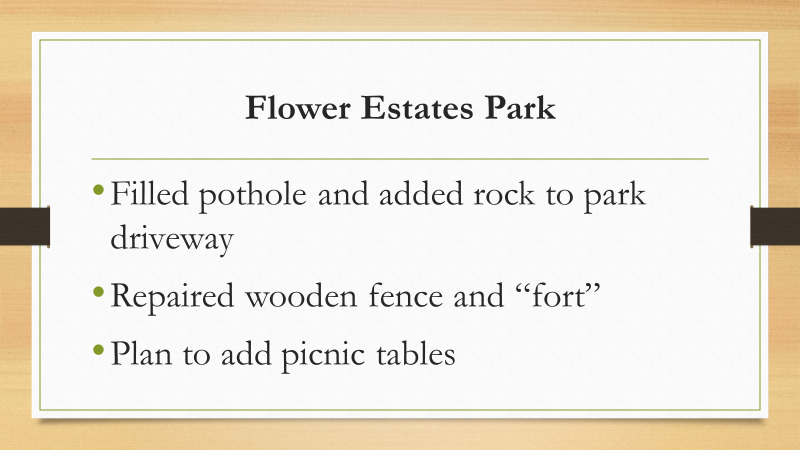 Flower Estates Park
•Filled pothole and added rock to park
driveway
•Repaired wooden fence and “fort”
•Plan to add picnic tables